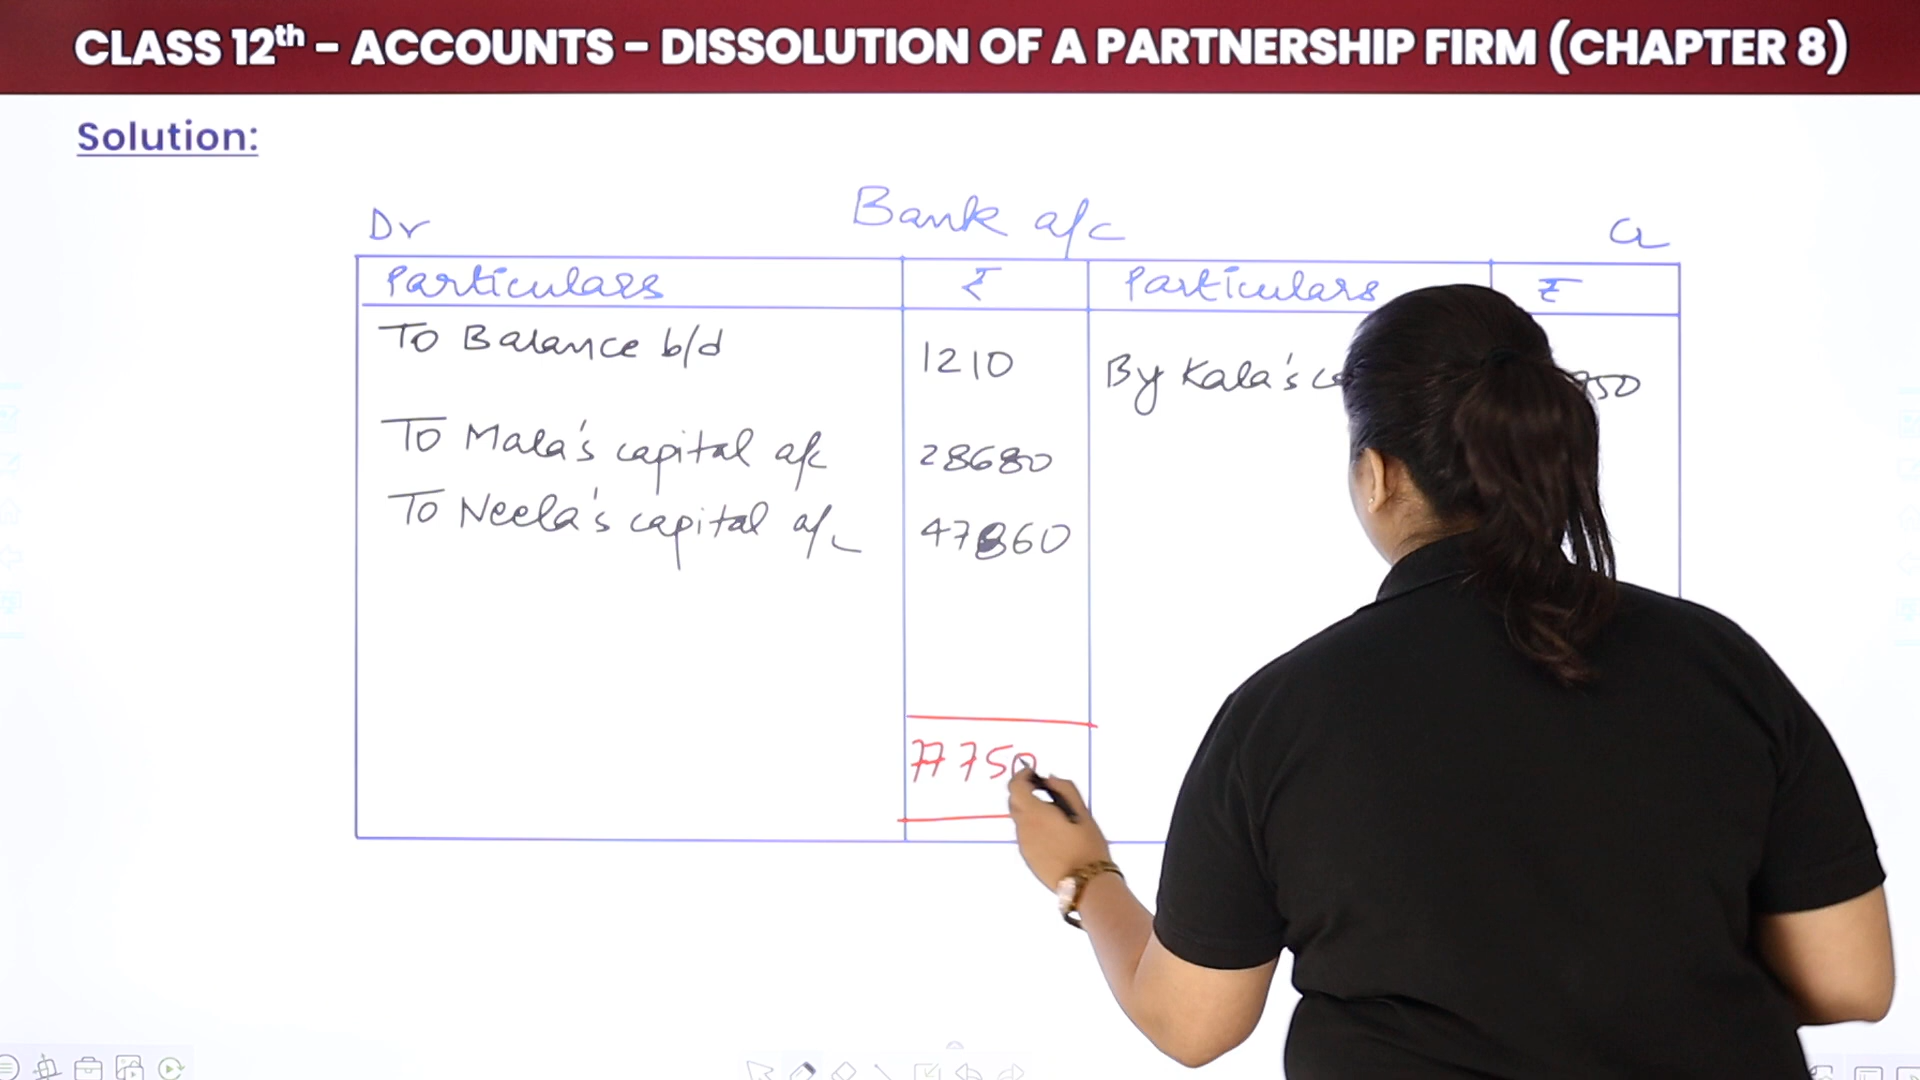 CLASS 12th – ACCOUNTS – DISSOLUTION OF A PARTNERSHIP FIRM (CHAPTER 8)
Solution:
Bank a/c
Dr Cr
Particulars ₹ Particulars ₹
To Balance b/d 1210 By Kala's 50
To Mala's capital a/c 28680
To Neela's capital a/c 47860
77750